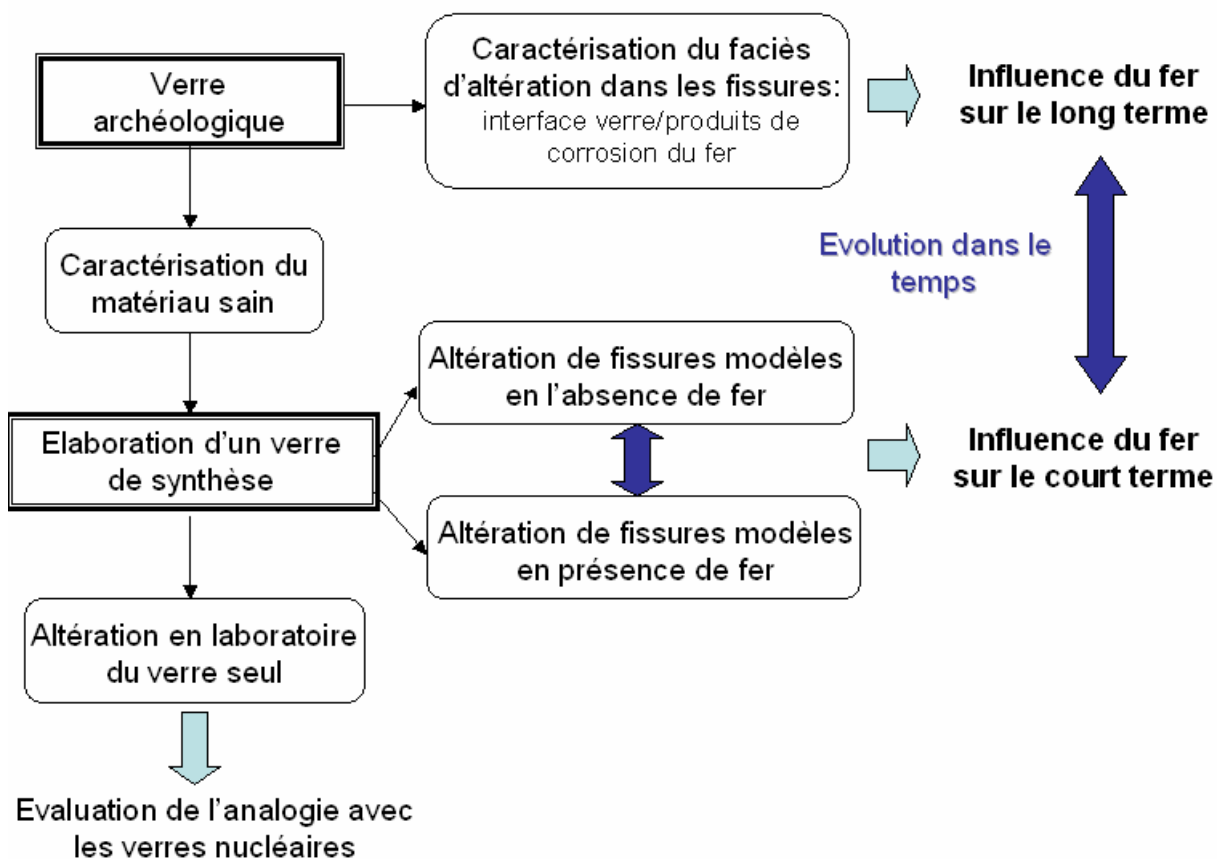 Verre
archéologique
Caractérisation du faciès
d'altération dans les fissures:
interface verre/produits de
corrosion du fer
Influence du fer
sur le long terme
Caractérisation du
matériau sain
Evolution dans le
temps
Altération de fissures modèles
en l'absence de fer
Elaboration d'un verre
de synthèse
Influence du fer
sur le court terme
Altération de fissures modèles
en présence de fer
Altération en laboratoire
du verre seul
Evaluation de l'analogie avec
les verres nucléaires